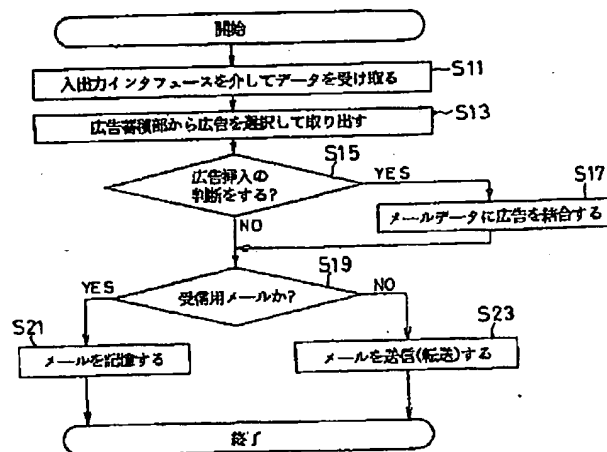 開始
入出力インタフェースを介してデータを受け取る
S11
広告蓄積部から広告を選択して取り出す
S13
広告挿入の
判断をする?
S15
YES
S17
メールデータに広告を結合する
NO
受信用メールか?
S19
YES
NO
S21
メールを記憶する
S23
メールを送信(転送)する
終了